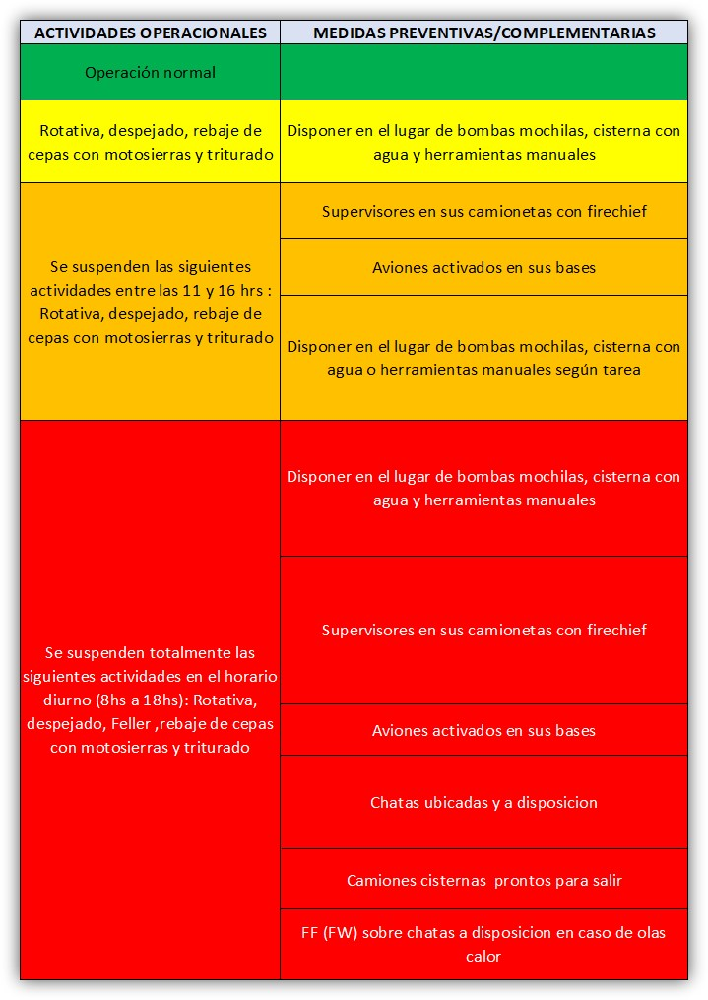 ACTIVIDADES OPERACIONALES
MEDIDAS PREVENTIVAS/COMPLEMENTARIAS
Operación normal
Rotativa, despejado, rebaje de
cepas con motosierras y triturado
Disponer en el lugar de bombas mochilas, cisterna con
agua y herramientas manuales
Se suspenden las siguientes
actividades entre las 11 y 16 hrs :
Rotativa, despejado, rebaje de
cepas con motosierras y triturado
Supervisores en sus camionetas con firechief
Aviones activados en sus bases
Disponer en el lugar de bombas mochilas, cisterna con
agua o herramientas manuales según tarea
Se suspenden totalmente las
siguientes actividades en el horario
diurno (8hs a 18hs): Rotativa,
despejado, Feller ,rebaje de cepas
con motosierras y triturado
Disponer en el lugar de bombas mochilas, cisterna con
agua y herramientas manuales
Supervisores en sus camionetas con firechief
Aviones activados en sus bases
Chatas ubicadas y a disposicion
Camiones cisternas  prontos para salir
FF (FW) sobre chatas a disposicion en caso de olas
calor